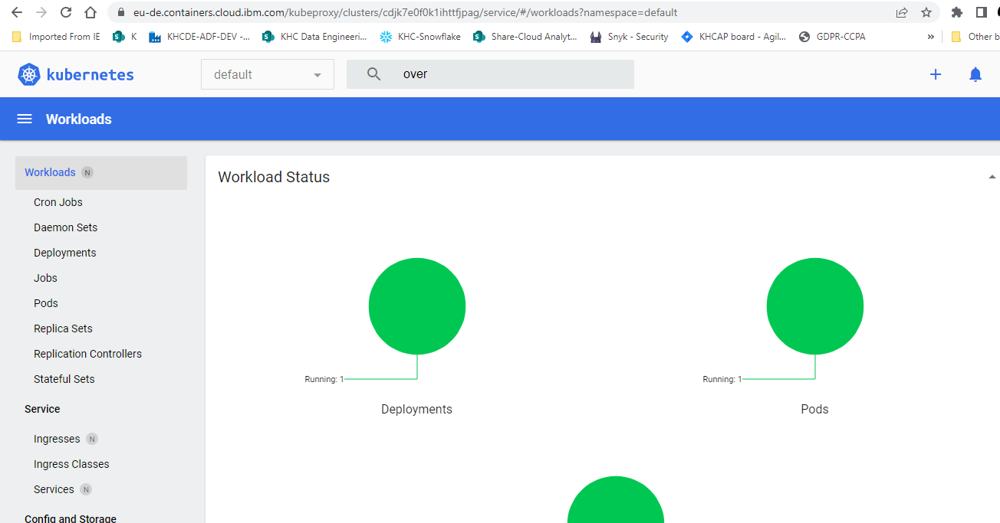 eu-de.containers.cloud.ibm.com/kubeproxy/clusters/cdjk7e0f0k1ihttfjpag/service/#/workloads?namespace=default
Imported From IE K KHCDE-ADF-DEV -... KHC Data Engineeri... KHC-Snowflake Share-Cloud Analyt... Snyk - Security KHCAP board - Agil... GDPR-CCPA » Other b
kubernetes default over
Workloads
Workloads N
Workload Status
Cron Jobs
Daemon Sets
Deployments
Jobs
Pods
Replica Sets
Replication Controllers
Stateful Sets
Service
Ingresses N
Ingress Classes
Services N
Config and Storage
Running: 1
Deployments
Running: 1
Pods